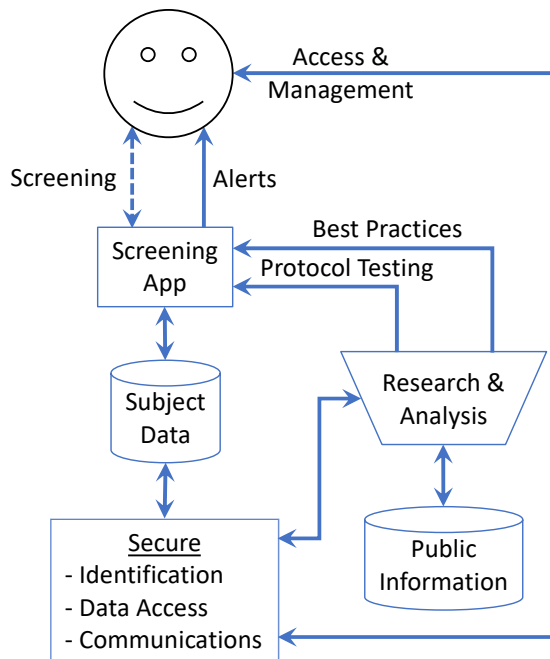 Access &
Management
Screening
Alerts
Best Practices
Screening
App
Protocol Testing
Subject
Data
Research &
Analysis
Secure
- Identification
- Data Access
- Communications
Public
Information